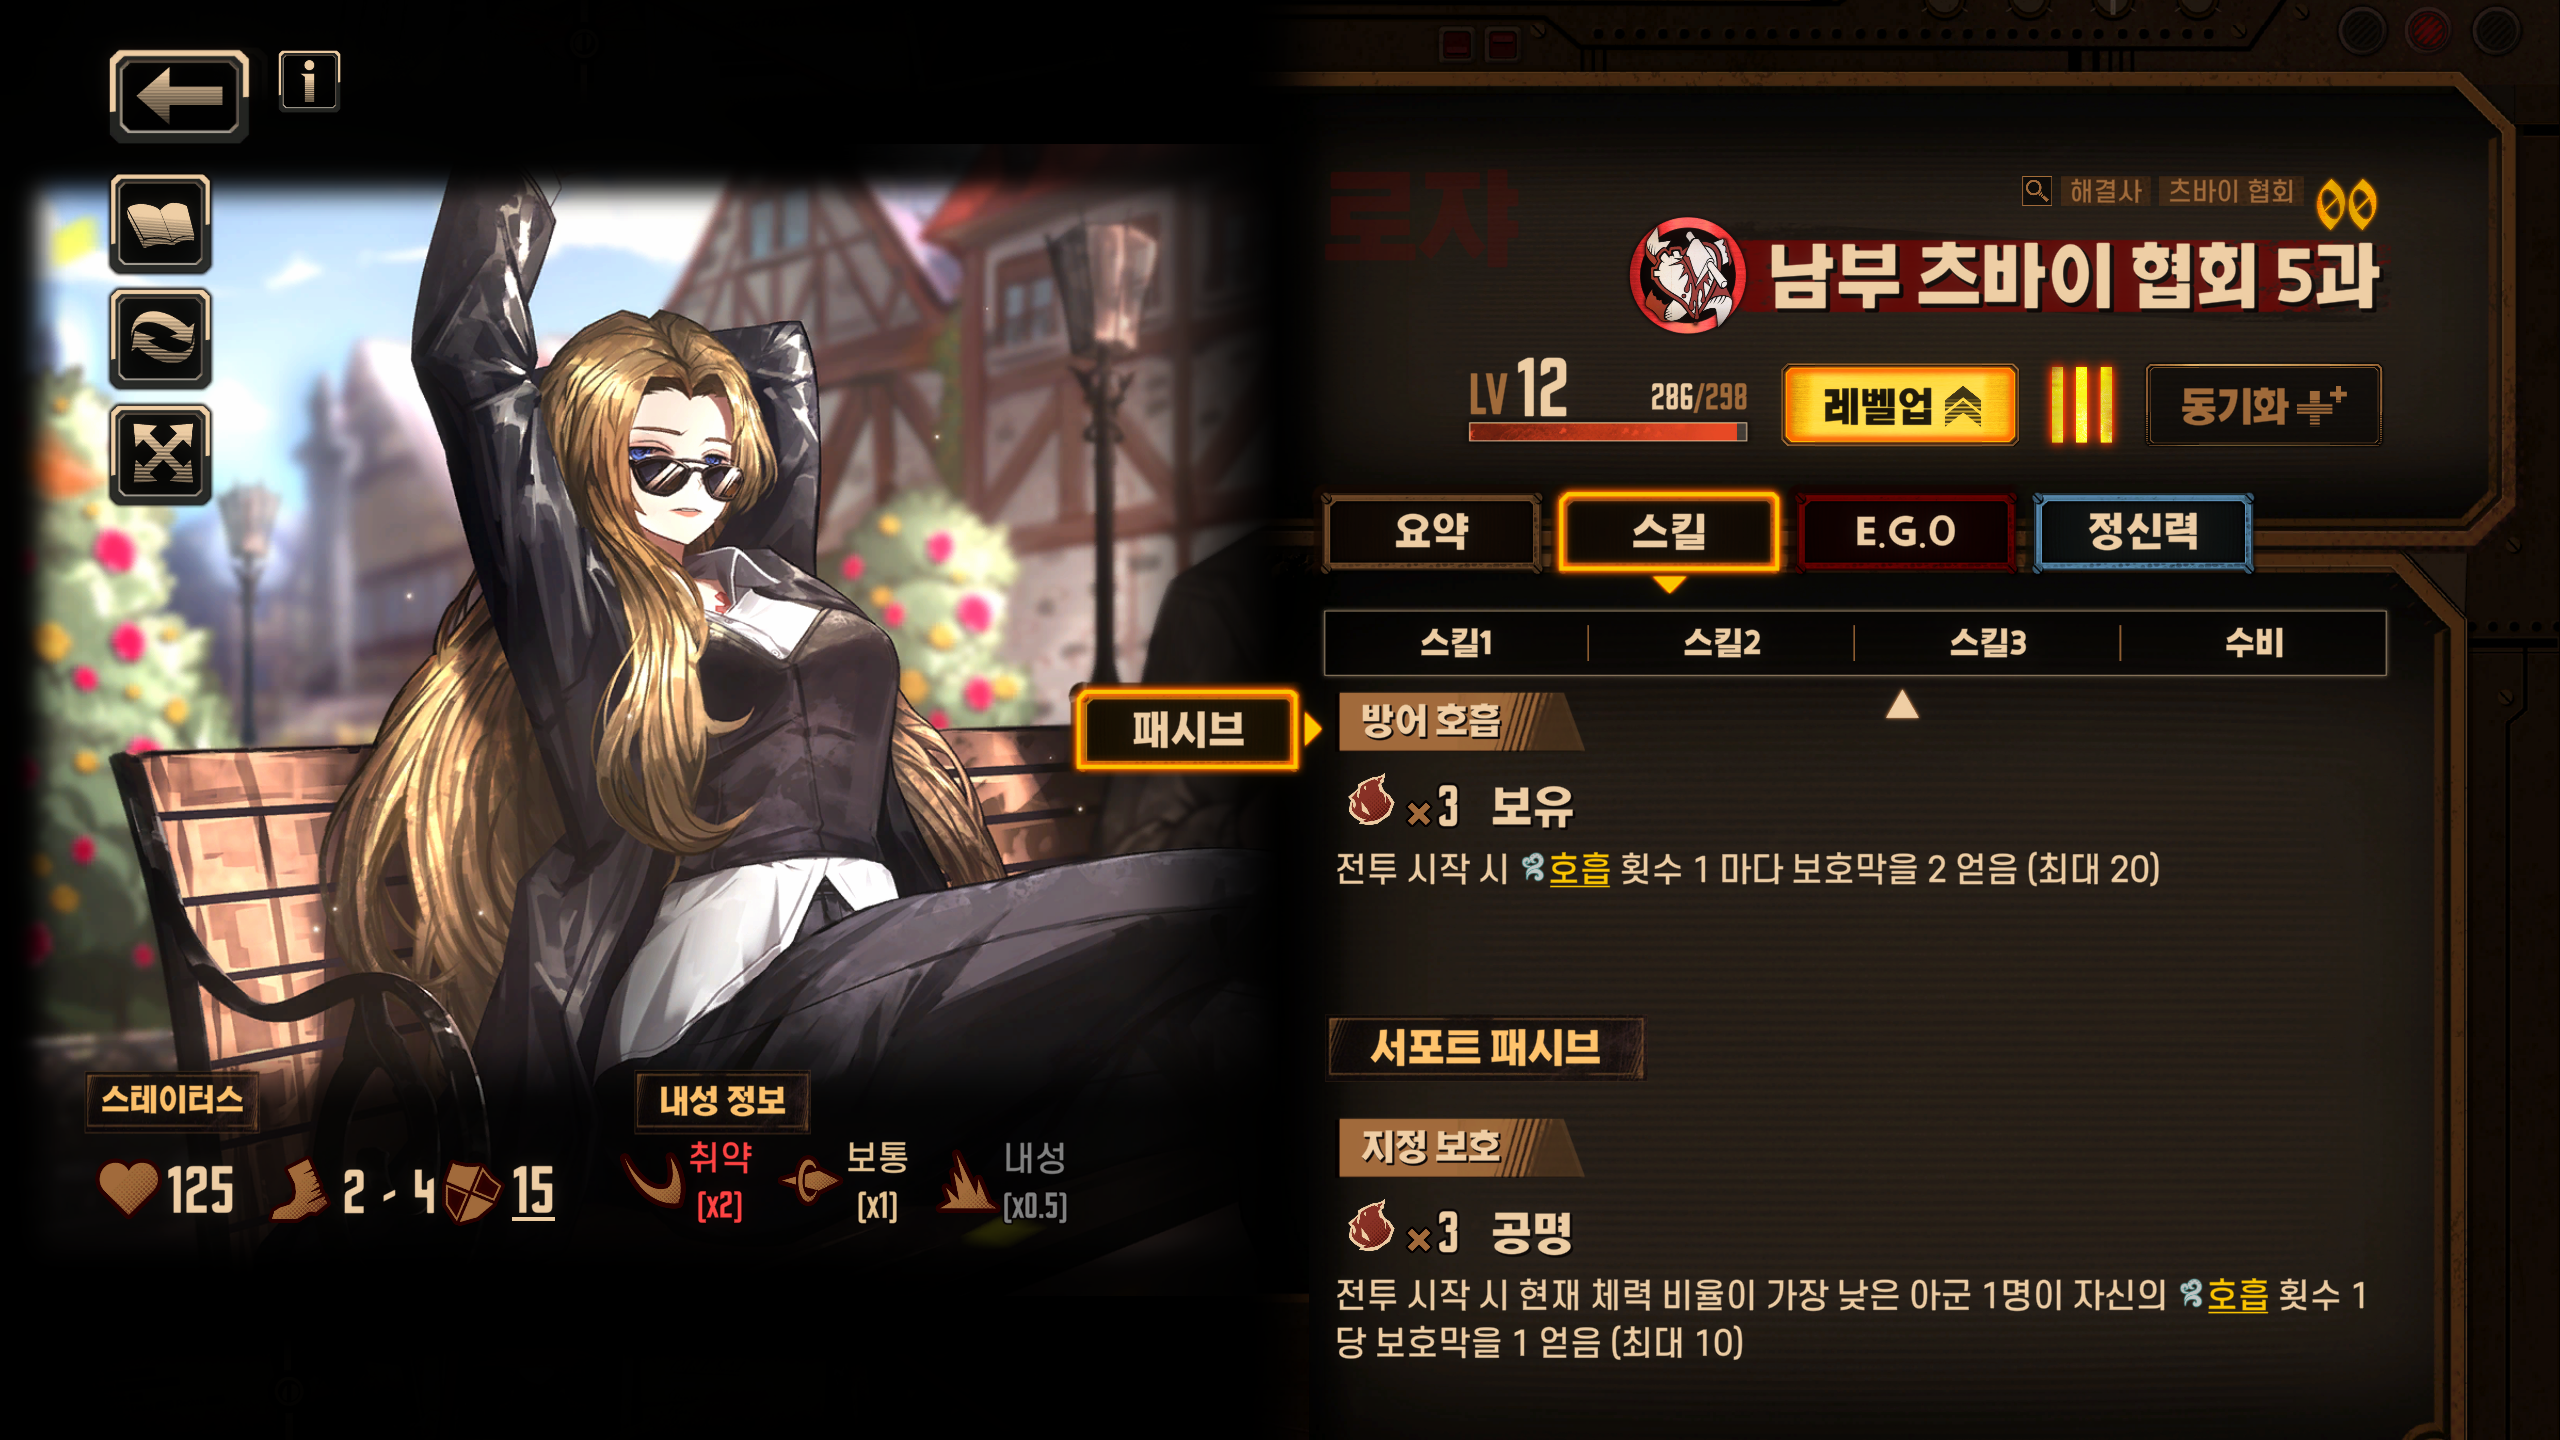 로쟈
해결사 츠바이 협회
남부 츠바이 협회 5과
LV 12 286/298 레벨업 동기화
요약 스킬 E.G.O 정신력
스킬1 스킬2 스킬3 수비
패시브
방어 호흡
×3 보유
전투 시작 시 호흡 횟수 1 마다 보호막을 2 얻음 (최대 20)
서포트 패시브
지정 보호
×3 공명
전투 시작 시 현재 체력 비율이 가장 낮은 아군 1명이 자신의 호흡 횟수 1
당 보호막을 1 얻음 (최대 10)
스테이터스
125 2 - 4 15
내성 정보
취약 [x2]
보통 [x1]
내성 [x0.5]